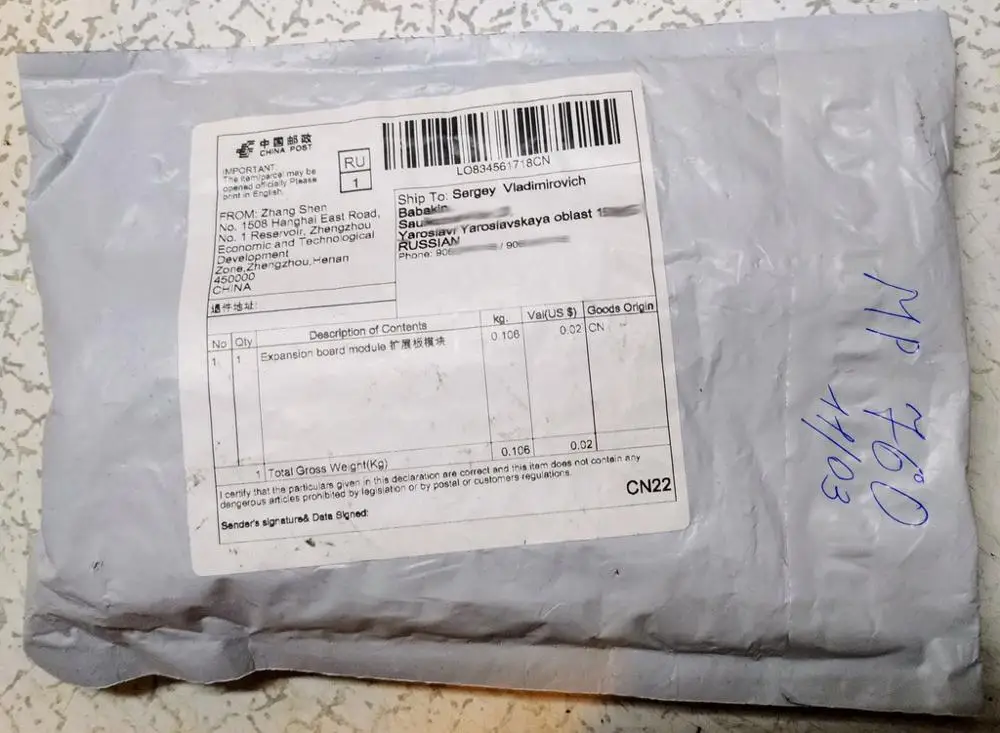 中国邮政
CHINA POST
IMPORTANT:
The item/parcel may be
opened officially Please
print in English.
RU
1
LO834561718CN
FROM: Zhang Shen
No. 1508 Hanghai East Road,
No. 1 Reservoir, Zhengzhou
Economic and Technological
Development
Zone,Zhengzhou,Henan
450000
CHINA
退件地址:
Ship To: Sergey Vladimirovich
Babakin
Sau
Yaroslavl Yaroslavskaya oblast 1
RUSSIAN
Phone: 90 / 90
No Qty Description of Contents kg. Val(US $) Goods Origin
1 1 Expansion board module 扩展板模块 0.106 0.02 CN
1 Total Gross Weight(Kg) 0.106 0.02
I certify that the particulars given in this declaration are correct and this item does not contain any
dangerous articles prohibited by legislation or by postal or customs regulations.
Sender's signature& Data Signed:
CN22
MP 760
11/03